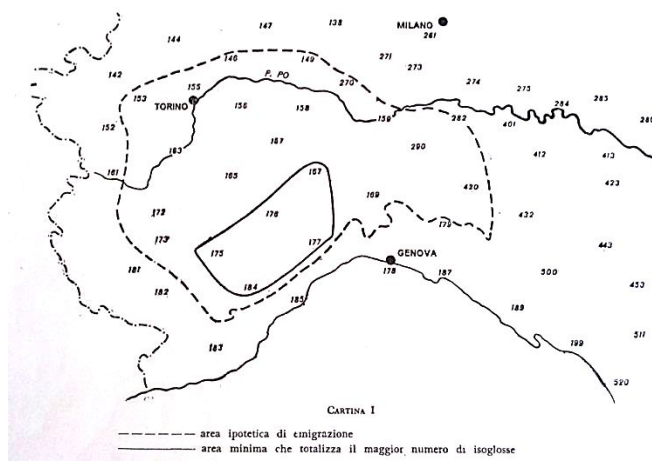 147 138 MILANO
144 261
146 149 271
142 273
270 274
153 155 F. PO 275
TORINO 156 158 284 283
159 282 401
152 280
163 157 290 412 413
161 165 167 423
172 176 169 420
173 432
175 177 179
181 GENOVA 443
184 178 187
182 185 500 453
189
183 199 511
520
CARTINA I
area ipotetica di emigrazione
area minima che totalizza il maggior numero di isoglosse